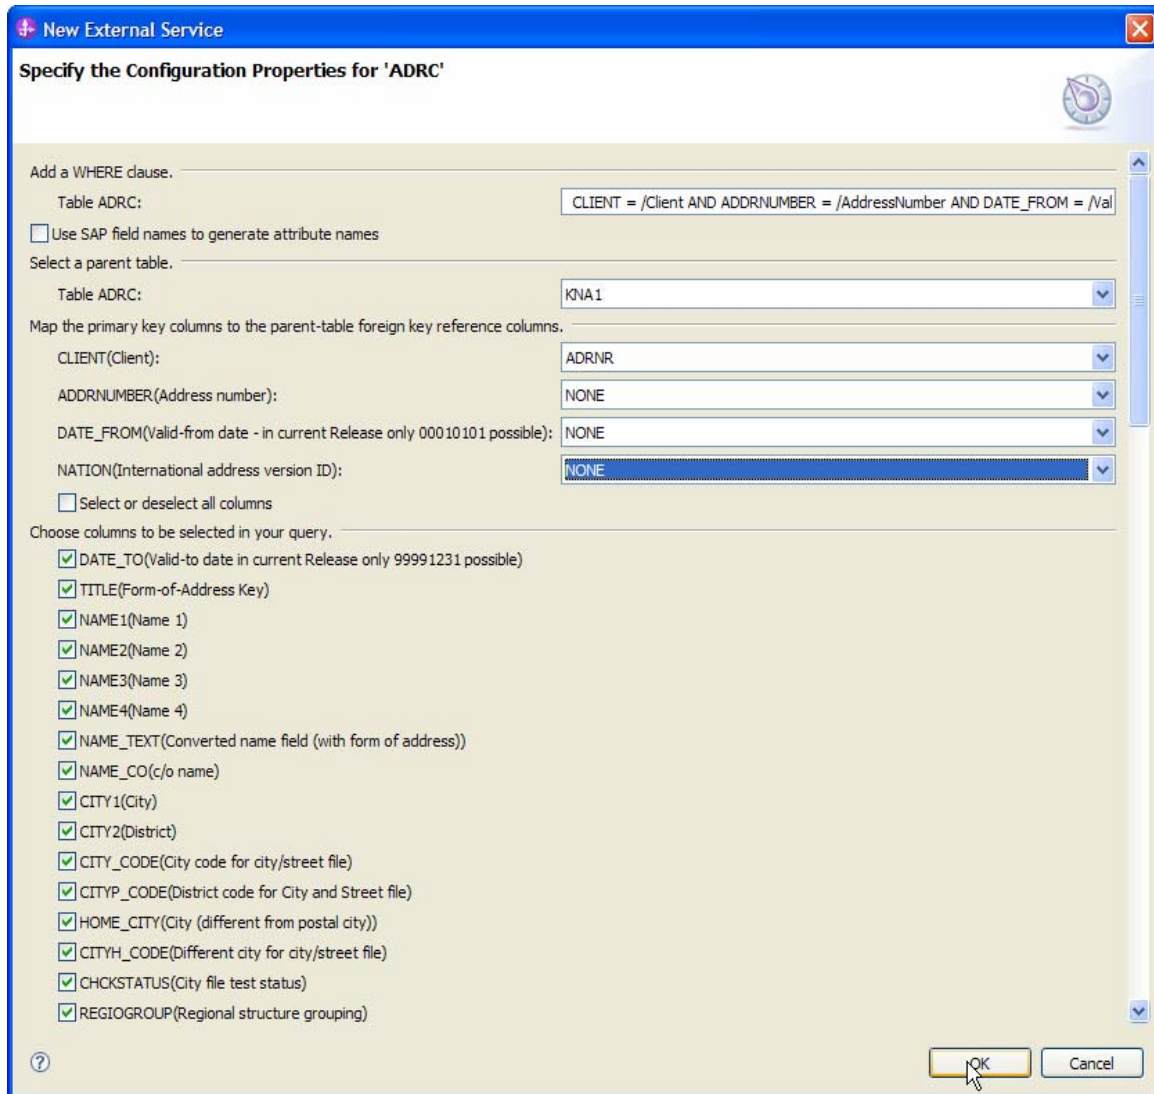 New External Service
Specify the Configuration Properties for 'ADRC'
Add a WHERE clause.
Table ADRC: CLIENT = /Client AND ADDRNUMBER = /AddressNumber AND DATE_FROM = /Val
Use SAP field names to generate attribute names
Select a parent table.
Table ADRC: KNA1
Map the primary key columns to the parent-table foreign key reference columns.
CLIENT(Client): ADRNR
ADDRNUMBER(Address number): NONE
DATE_FROM(Valid-from date - in current Release only 00010101 possible): NONE
NATION(International address version ID): NONE
Select or deselect all columns
Choose columns to be selected in your query.
DATE_TO(Valid-to date in current Release only 99991231 possible)
TITLE(Form-of-Address Key)
NAME1(Name 1)
NAME2(Name 2)
NAME3(Name 3)
NAME4(Name 4)
NAME_TEXT(Converted name field (with form of address))
NAME_CO(c/o name)
CITY1(City)
CITY2(District)
CITY_CODE(City code for city/street file)
CITYP_CODE(District code for City and Street file)
HOME_CITY(City (different from postal city))
CITYH_CODE(Different city for city/street file)
CHCKSTATUS(City file test status)
REGIOGROUP(Regional structure grouping)
? OK Cancel